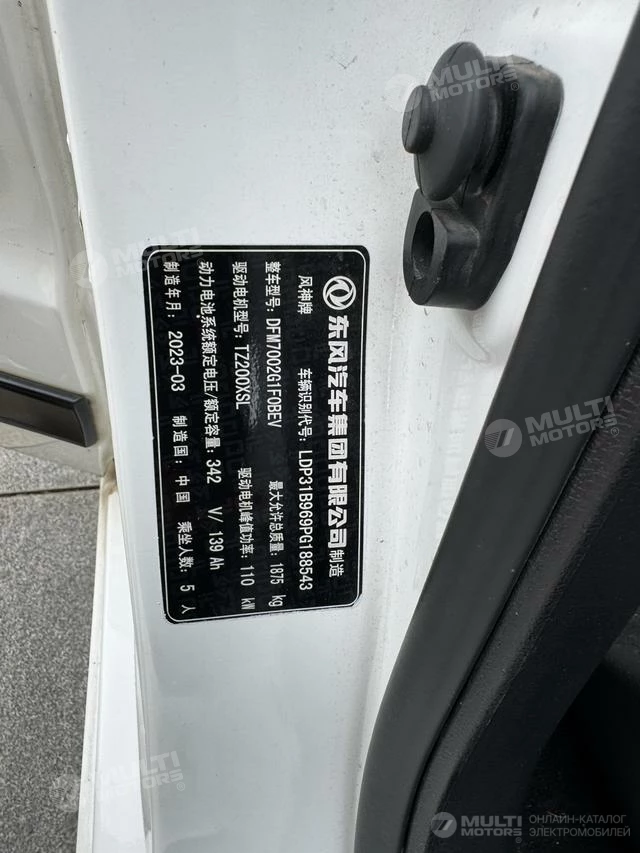 东风汽车集团有限公司 制造
风神牌 车辆识别代号: LDP31B969PG188543
整车型号: DFM7002G1F0BEV 最大允许总质量: 1875 kg
驱动电机型号: TZ200XSL 驱动电机峰值功率: 110 kW
动力电池系统额定电压/额定容量: 342 V/ 139 Ah
制造年月: 2023-03 制造国: 中国 乘坐人数: 5 人
MULTI
MOTORS
MULTI
MOTORS
MULTI
MOTORS
MULTI
MOTORS
MULTI
MOTORS
ОНЛАЙН-КАТАЛОГ
ЭЛЕКТРОМОБИЛЕЙ